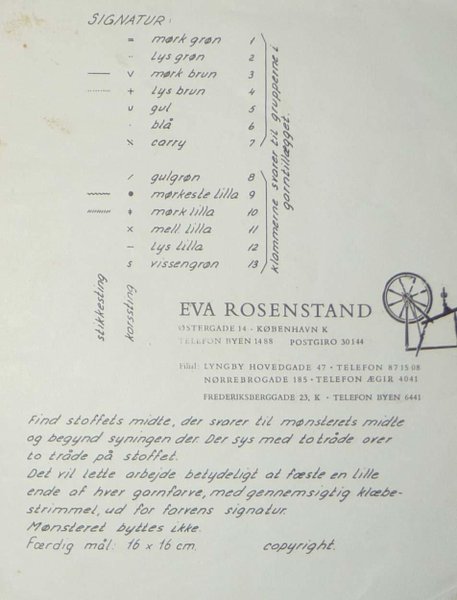 SIGNATUR:
= mørk grøn 1
·· lys grøn 2
v mørk brun 3
+ lys brun 4
u gul 5
· blå 6
carry 7
/ gulgrøn 8
• mørkeste lilla 9
‡ mørk lilla 10
x mell. lilla 11
– lys lilla 12
s vissengrøn 13
klammerne svarer til grupperne i
garntillægget.
stikkesting
korssting
EVA ROSENSTAND
ØSTERGADE 14 · KØBENHAVN K
TELEFON BYEN 1488 POSTGIRO 30144
Filial: LYNGBY HOVEDGADE 47 · TELEFON 87 15 08
NØRREBROGADE 185 · TELEFON ÆGIR 4041
FREDERIKSBERGGADE 23, K · TELEFON BYEN 6441
Find stoffets midte, der svarer til mønsterets midte
og begynd syningen der. Der sys med to tråde over
to tråde på stoffet.
Det vil lette arbejde betydeligt at fæste en lille
ende af hver garnfarve, med gennemsigtig klæbe-
strimmel, ud for farvens signatur.
Mønsteret byttes ikke.
Færdig mål: 16 x 16 cm. copyright.